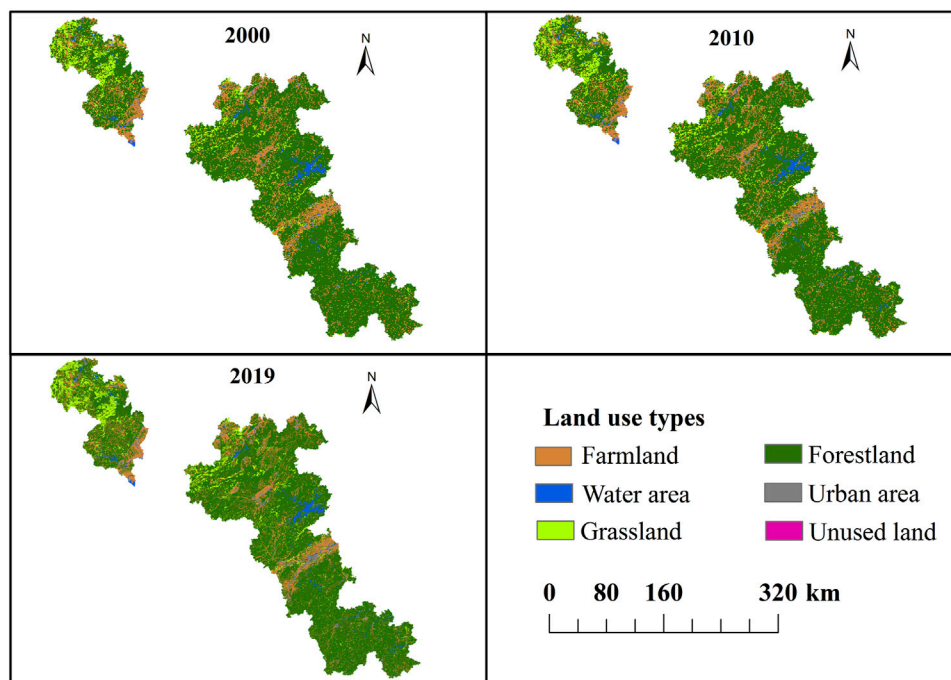 2000
N
2010
N
2019
N
Land use types
Farmland
Forestland
Water area
Urban area
Grassland
Unused land
0 80 160 320 km